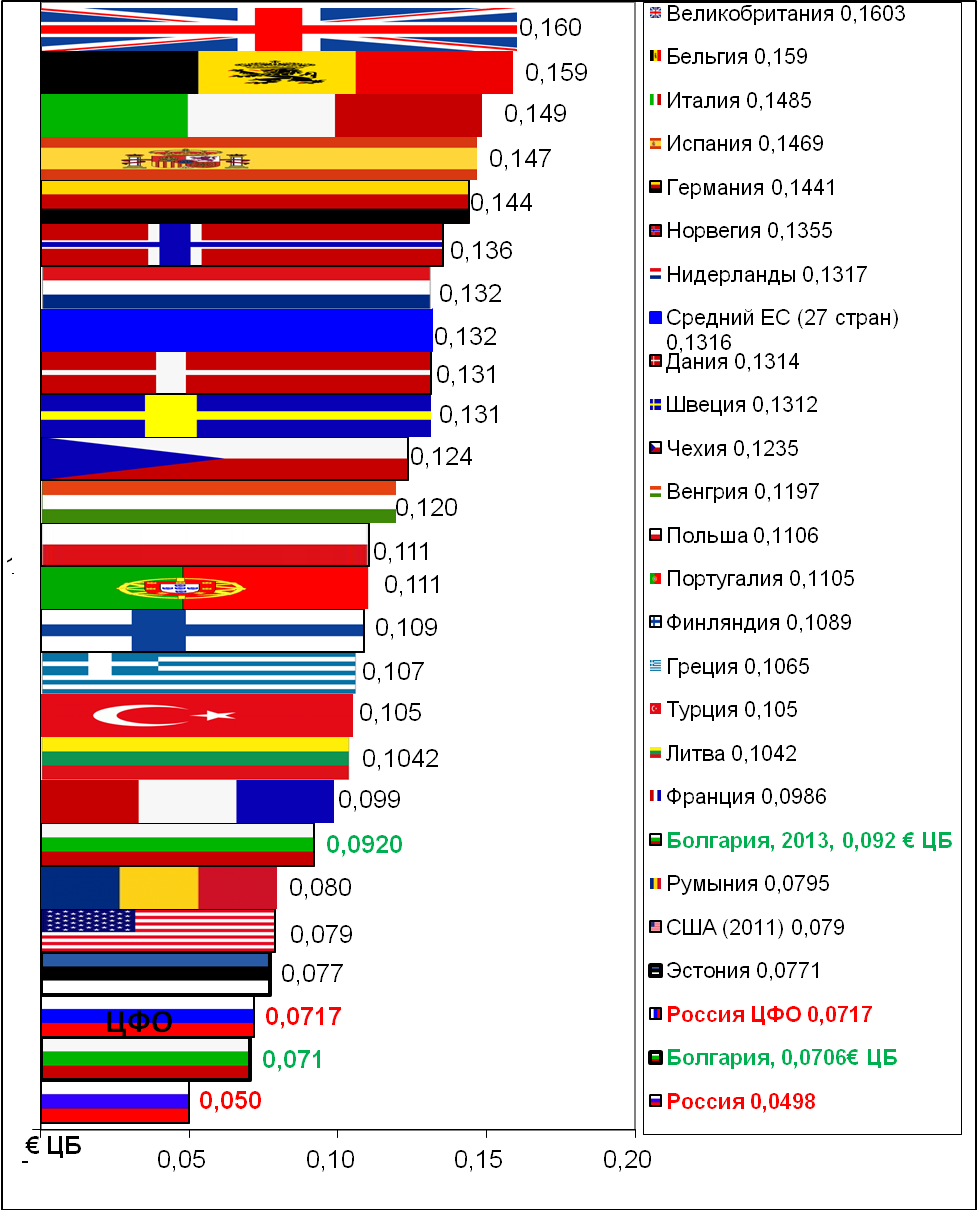 0,160
0,159
0,149
0,147
0,144
0,136
0,132
0,132
0,131
0,131
0,124
0,120
0,111
0,111
0,109
0,107
0,105
0,1042
0,099
0,0920
0,080
0,079
0,077
ЦФО 0,0717
0,071
0,050
€ ЦБ
- 0,05 0,10 0,15 0,20
Великобритания 0,1603
Бельгия 0,159
Италия 0,1485
Испания 0,1469
Германия 0,1441
Норвегия 0,1355
Нидерланды 0,1317
Средний ЕС (27 стран)
0,1316
Дания 0,1314
Швеция 0,1312
Чехия 0,1235
Венгрия 0,1197
Польша 0,1106
Португалия 0,1105
Финляндия 0,1089
Греция 0,1065
Турция 0,105
Литва 0,1042
Франция 0,0986
Болгария, 2013, 0,092 € ЦБ
Румыния 0,0795
США (2011) 0,079
Эстония 0,0771
Россия ЦФО 0,0717
Болгария, 0,0706€ ЦБ
Россия 0,0498